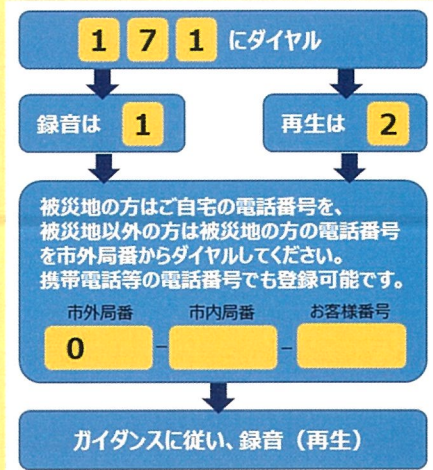 1 7 1 にダイヤル
録音は 1
再生は 2
被災地の方はご自宅の電話番号を、
被災地以外の方は被災地の方の電話番号
を市外局番からダイヤルしてください。
携帯電話等の電話番号でも登録可能です。
市外局番 市内局番 お客様番号
0 - -
ガイダンスに従い、録音（再生）